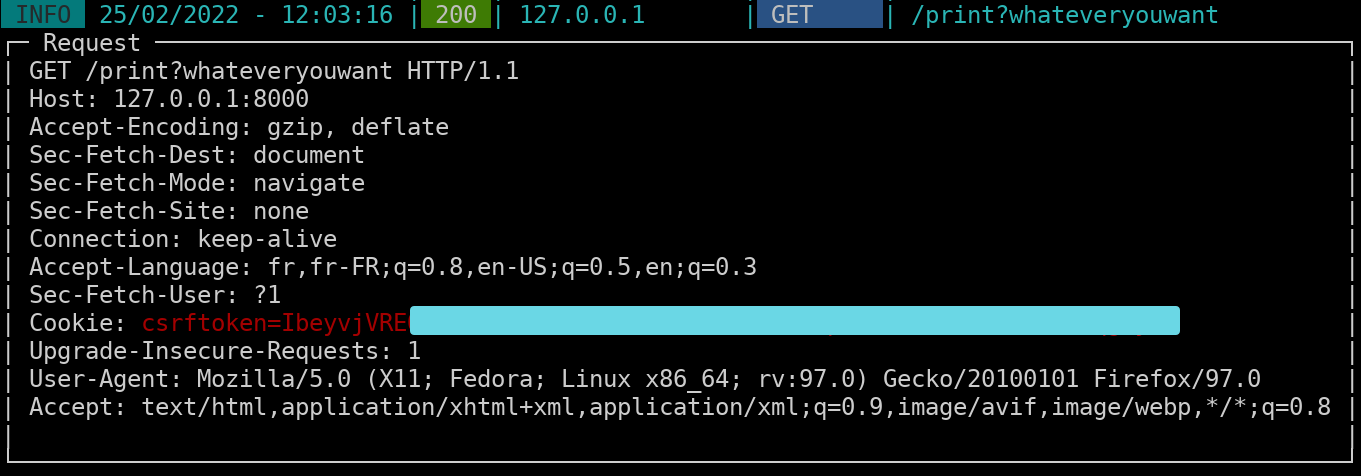 INFO 25/02/2022 - 12:03:16 | 200 | 127.0.0.1 | GET | /print?whateveryouwant
Request
GET /print?whateveryouwant HTTP/1.1
Host: 127.0.0.1:8000
Accept-Encoding: gzip, deflate
Sec-Fetch-Dest: document
Sec-Fetch-Mode: navigate
Sec-Fetch-Site: none
Connection: keep-alive
Accept-Language: fr,fr-FR;q=0.8,en-US;q=0.5,en;q=0.3
Sec-Fetch-User: ?1
Cookie: csrftoken=IbeyvjVRE
Upgrade-Insecure-Requests: 1
User-Agent: Mozilla/5.0 (X11; Fedora; Linux x86_64; rv:97.0) Gecko/20100101 Firefox/97.0
Accept: text/html,application/xhtml+xml,application/xml;q=0.9,image/avif,image/webp,*/*;q=0.8